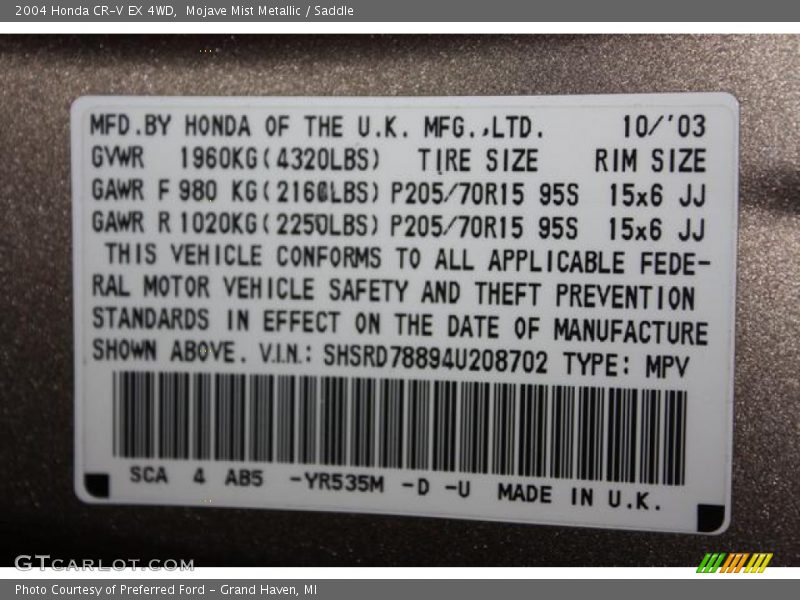 2004 Honda CR-V EX 4WD, Mojave Mist Metallic / Saddle
MFD.BY HONDA OF THE U.K. MFG.,LTD. 10/'03
GVWR 1960KG(4320LBS) TIRE SIZE RIM SIZE
GAWR F 980 KG(2160LBS) P205/70R15 95S 15x6 JJ
GAWR R 1020KG(2250LBS) P205/70R15 95S 15x6 JJ
THIS VEHICLE CONFORMS TO ALL APPLICABLE FEDE-
RAL MOTOR VEHICLE SAFETY AND THEFT PREVENTION
STANDARDS IN EFFECT ON THE DATE OF MANUFACTURE
SHOWN ABOVE. V.I.N.: SHSRD78894U208702 TYPE: MPV
SCA 4 AB5 -YR535M -D -U MADE IN U.K.
GTCARLOT.COM
Photo Courtesy of Preferred Ford - Grand Haven, MI